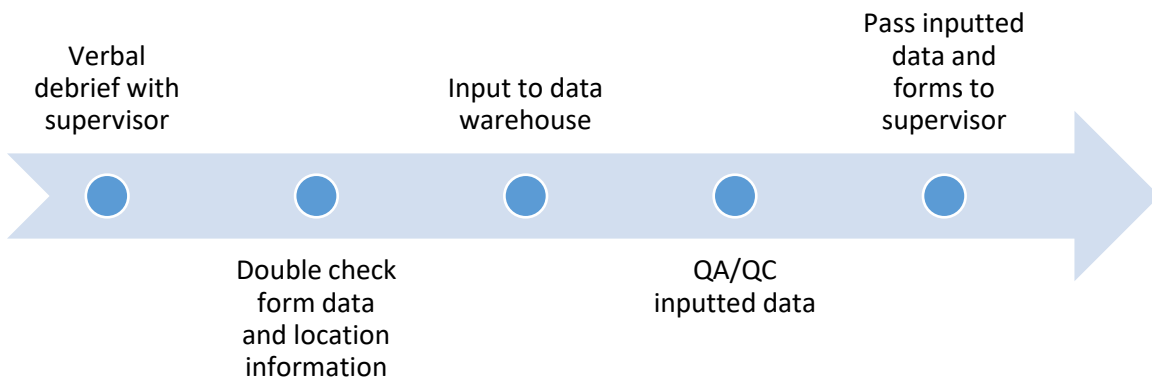 Verbal
debrief with
supervisor
Double check
form data
and location
information
Input to data
warehouse
QA/QC
inputted data
Pass inputted
data and
forms to
supervisor